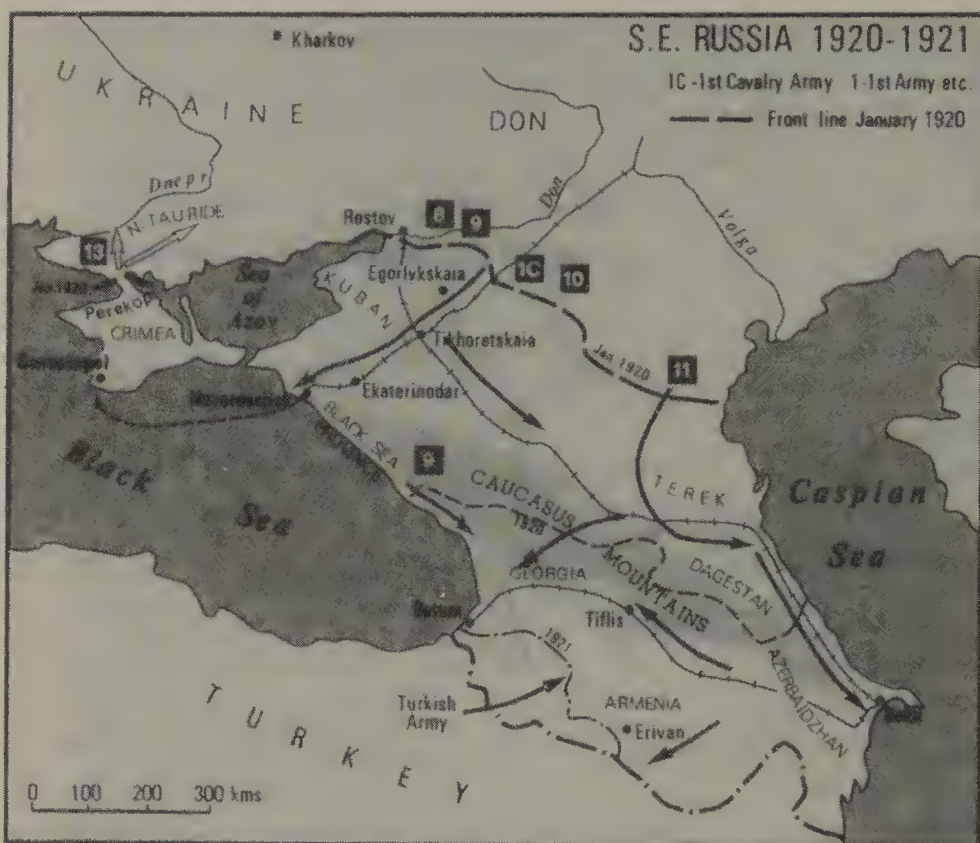 S.E. RUSSIA 1920-1921
1C -1st Cavalry Army 1-1st Army etc.
Front line January 1920
Kharkov
UKRAINE
DON
Dnepr
Don
Volga
N. TAURIDE
Rostov
8
9
13
Sea
of
Azov
Egorlykskaia
1C
10
KUBAN
Perekop
CRIMEA
Tikhoretskaia
Jan 1920
11
Ekaterinodar
BLACK SEA
9
Black
Sea
CAUCASUS
1920
MOUNTAINS
TEREK
Caspian
Sea
GEORGIA
DAGESTAN
Tiflis
Batum
1921
AZERBAIDZHAN
Turkish
Army
ARMENIA
Erivan
TURKEY
0 100 200 300 kms